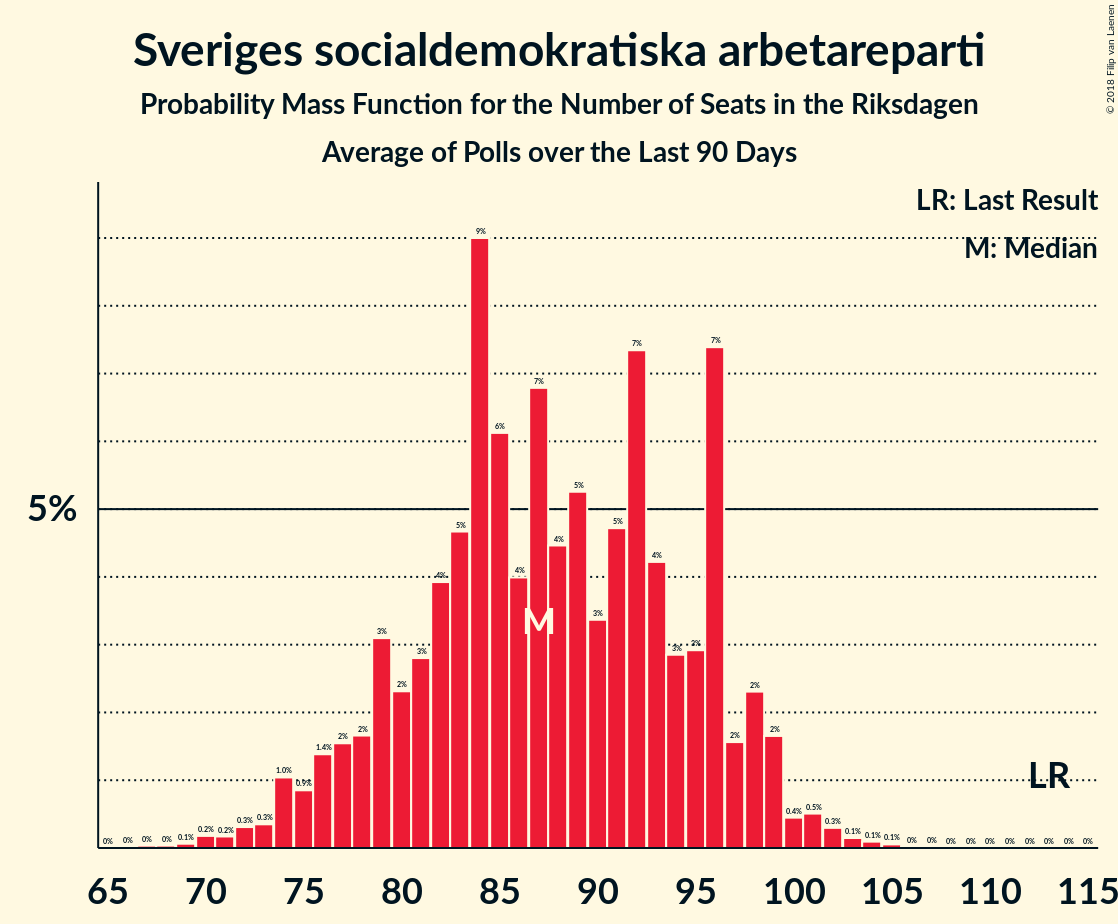 Sveriges socialdemokratiska arbetareparti
Probability Mass Function for the Number of Seats in the Riksdagen
Average of Polls over the Last 90 Days
© 2018 Filip van Laenen
LR: Last Result
M: Median
5%
0% 0% 0% 0% 0.1% 0.2% 0.2% 0.3% 0.3% 1.0% 0.9% 1.4% 2% 2% 3% 2% 3% 4% 5% 9% 6% 4% 7% 4% 5% 3% 5% 7% 4% 3% 3% 7% 2% 2% 2% 0.4% 0.5% 0.3% 0.1% 0.1% 0.1% 0% 0% 0% 0% 0% 0% 0% 0% 0% 0%
M
LR
65 70 75 80 85 90 95 100 105 110 115